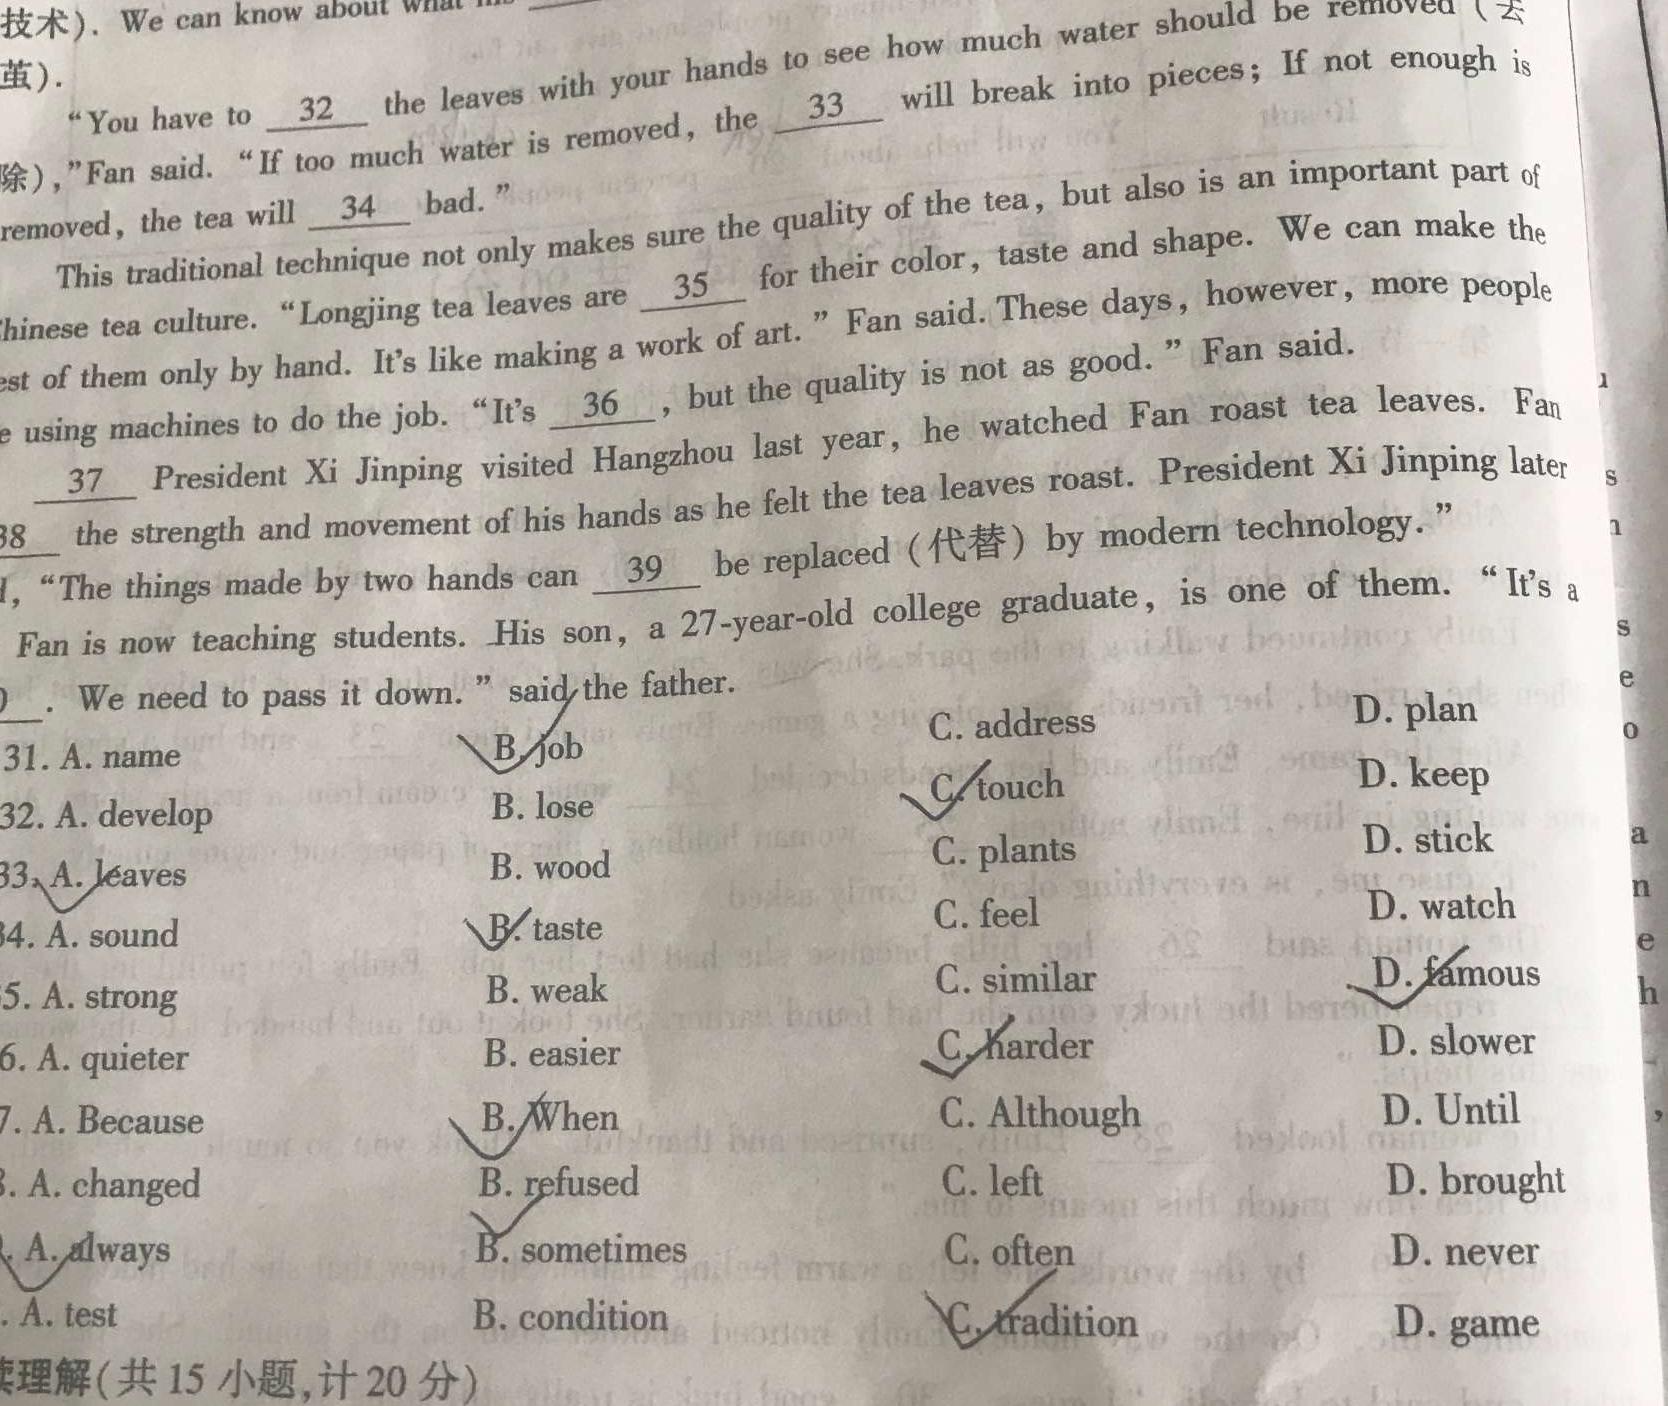 技术). We can know about what
茧).
“You have to 32 the leaves with your hands to see how much water should be removed (去
除),”Fan said. “If too much water is removed, the 33 will break into pieces; If not enough is
removed, the tea will 34 bad.”
This traditional technique not only makes sure the quality of the tea, but also is an important part of
hinese tea culture. “Longjing tea leaves are 35 for their color, taste and shape. We can make the
est of them only by hand. It’s like making a work of art.” Fan said. These days, however, more people
e using machines to do the job. “It’s 36 , but the quality is not as good.” Fan said.
37 President Xi Jinping visited Hangzhou last year, he watched Fan roast tea leaves. Fan
38 the strength and movement of his hands as he felt the tea leaves roast. President Xi Jinping later
d, “The things made by two hands can 39 be replaced (代替) by modern technology.”
Fan is now teaching students. His son, a 27-year-old college graduate, is one of them. “It’s a
. We need to pass it down.” said the father.
31. A. name B. job C. address D. plan
32. A. develop B. lose C. touch D. keep
33. A. leaves B. wood C. plants D. stick
34. A. sound B. taste C. feel D. watch
5. A. strong B. weak C. similar D. famous
6. A. quieter B. easier C. harder D. slower
7. A. Because B. When C. Although D. Until
. A. changed B. refused C. left D. brought
. A. always B. sometimes C. often D. never
. A. test B. condition C. tradition D. game
理解(共 15 小题,计 20 分)